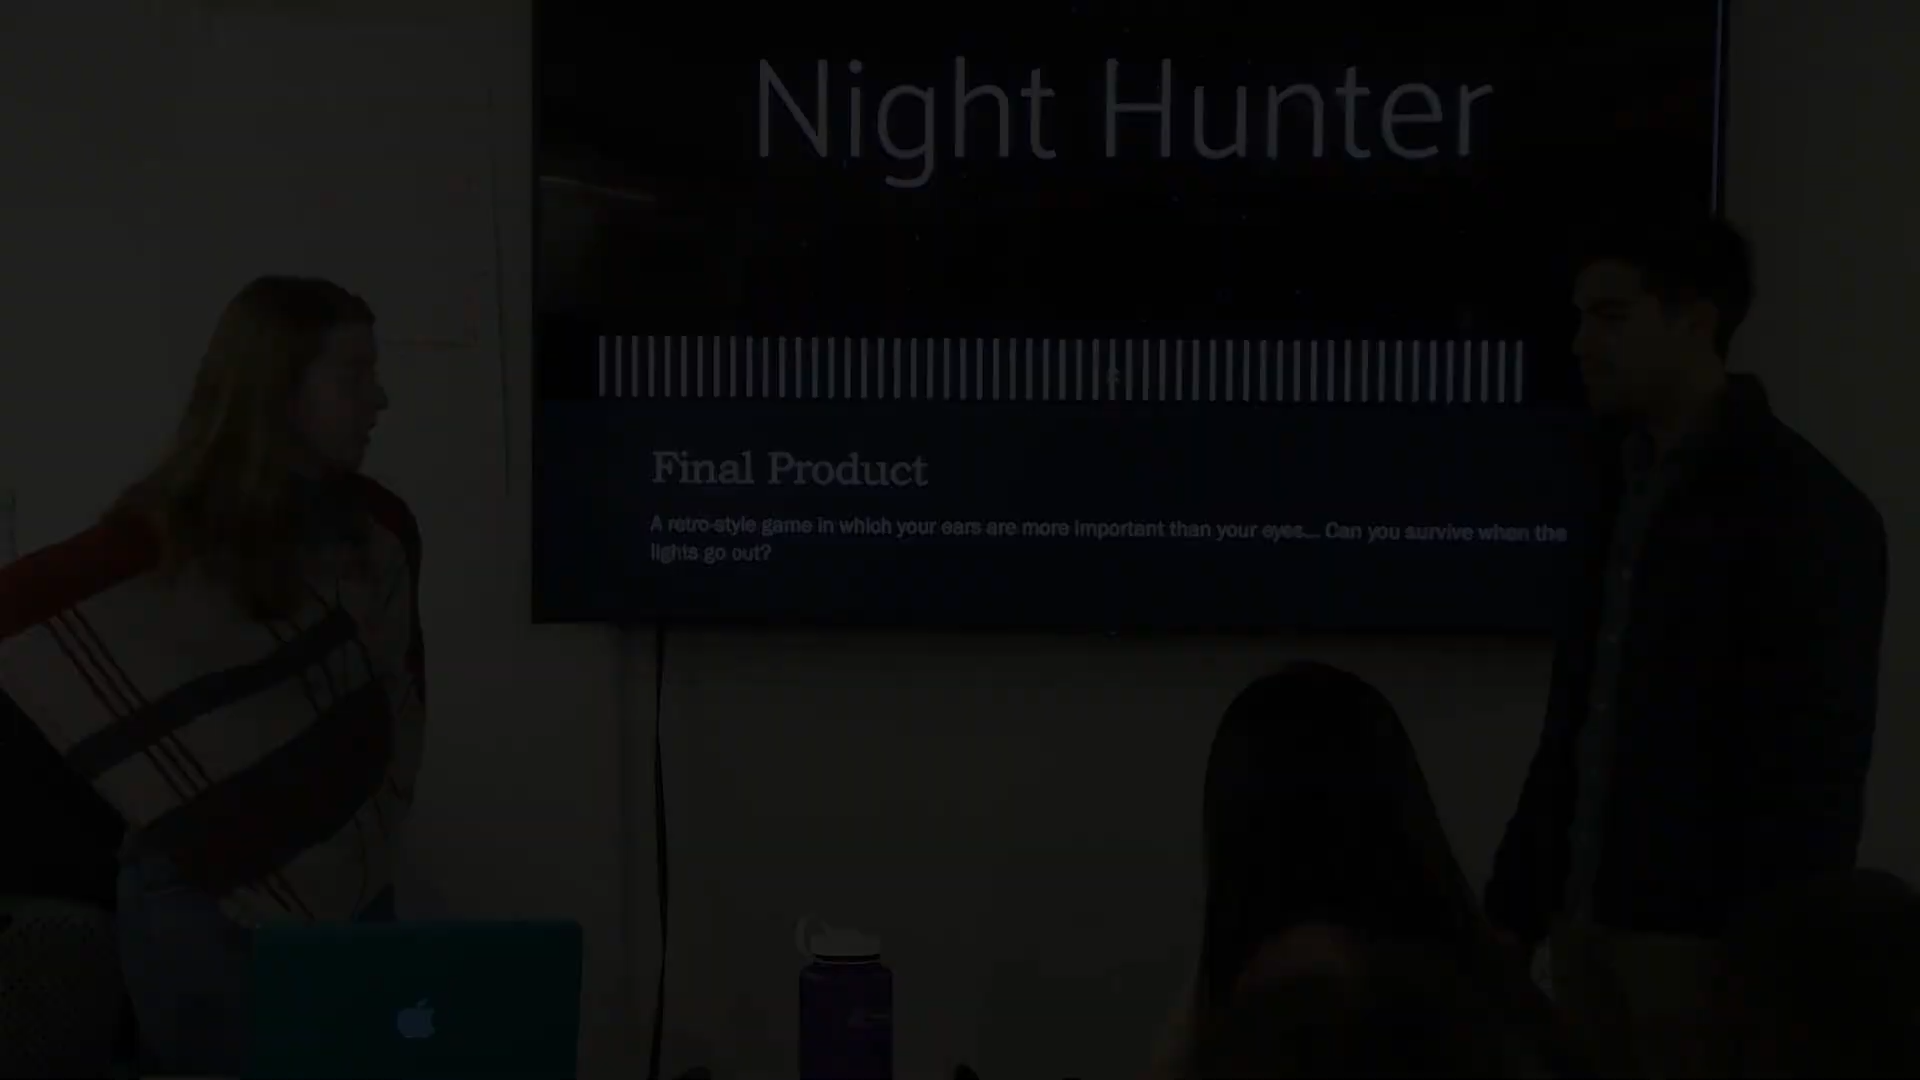 Night Hunter
Final Product
A retro-style game in which your ears are more important than your eyes... Can you survive when the
lights go out?